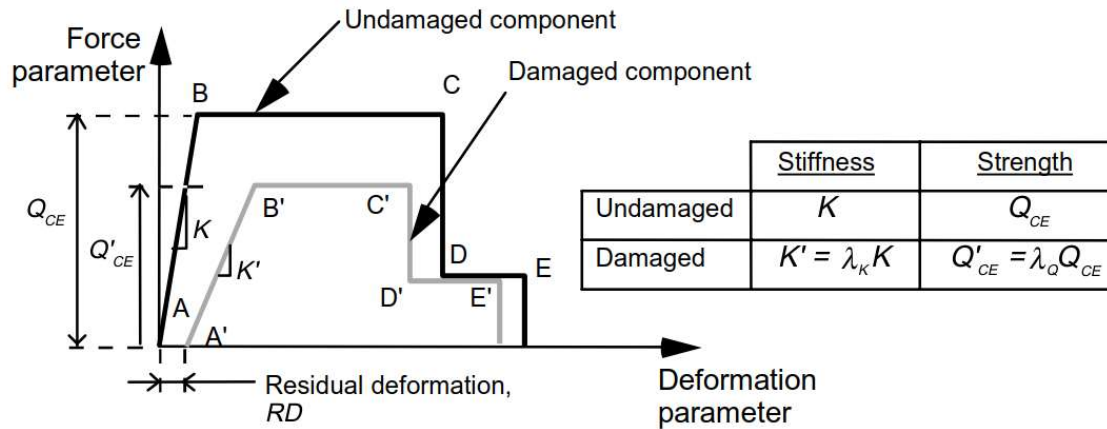 Undamaged component
Force
parameter
Damaged component
B
C
Stiffness Strength
Q_CE
Q'_CE
K
B'
C'
Undamaged K Q_CE
K'
D
E
Damaged K' = λ_K K Q'_CE = λ_Q Q_CE
A
D'
E'
A'
Residual deformation,
RD
Deformation
parameter